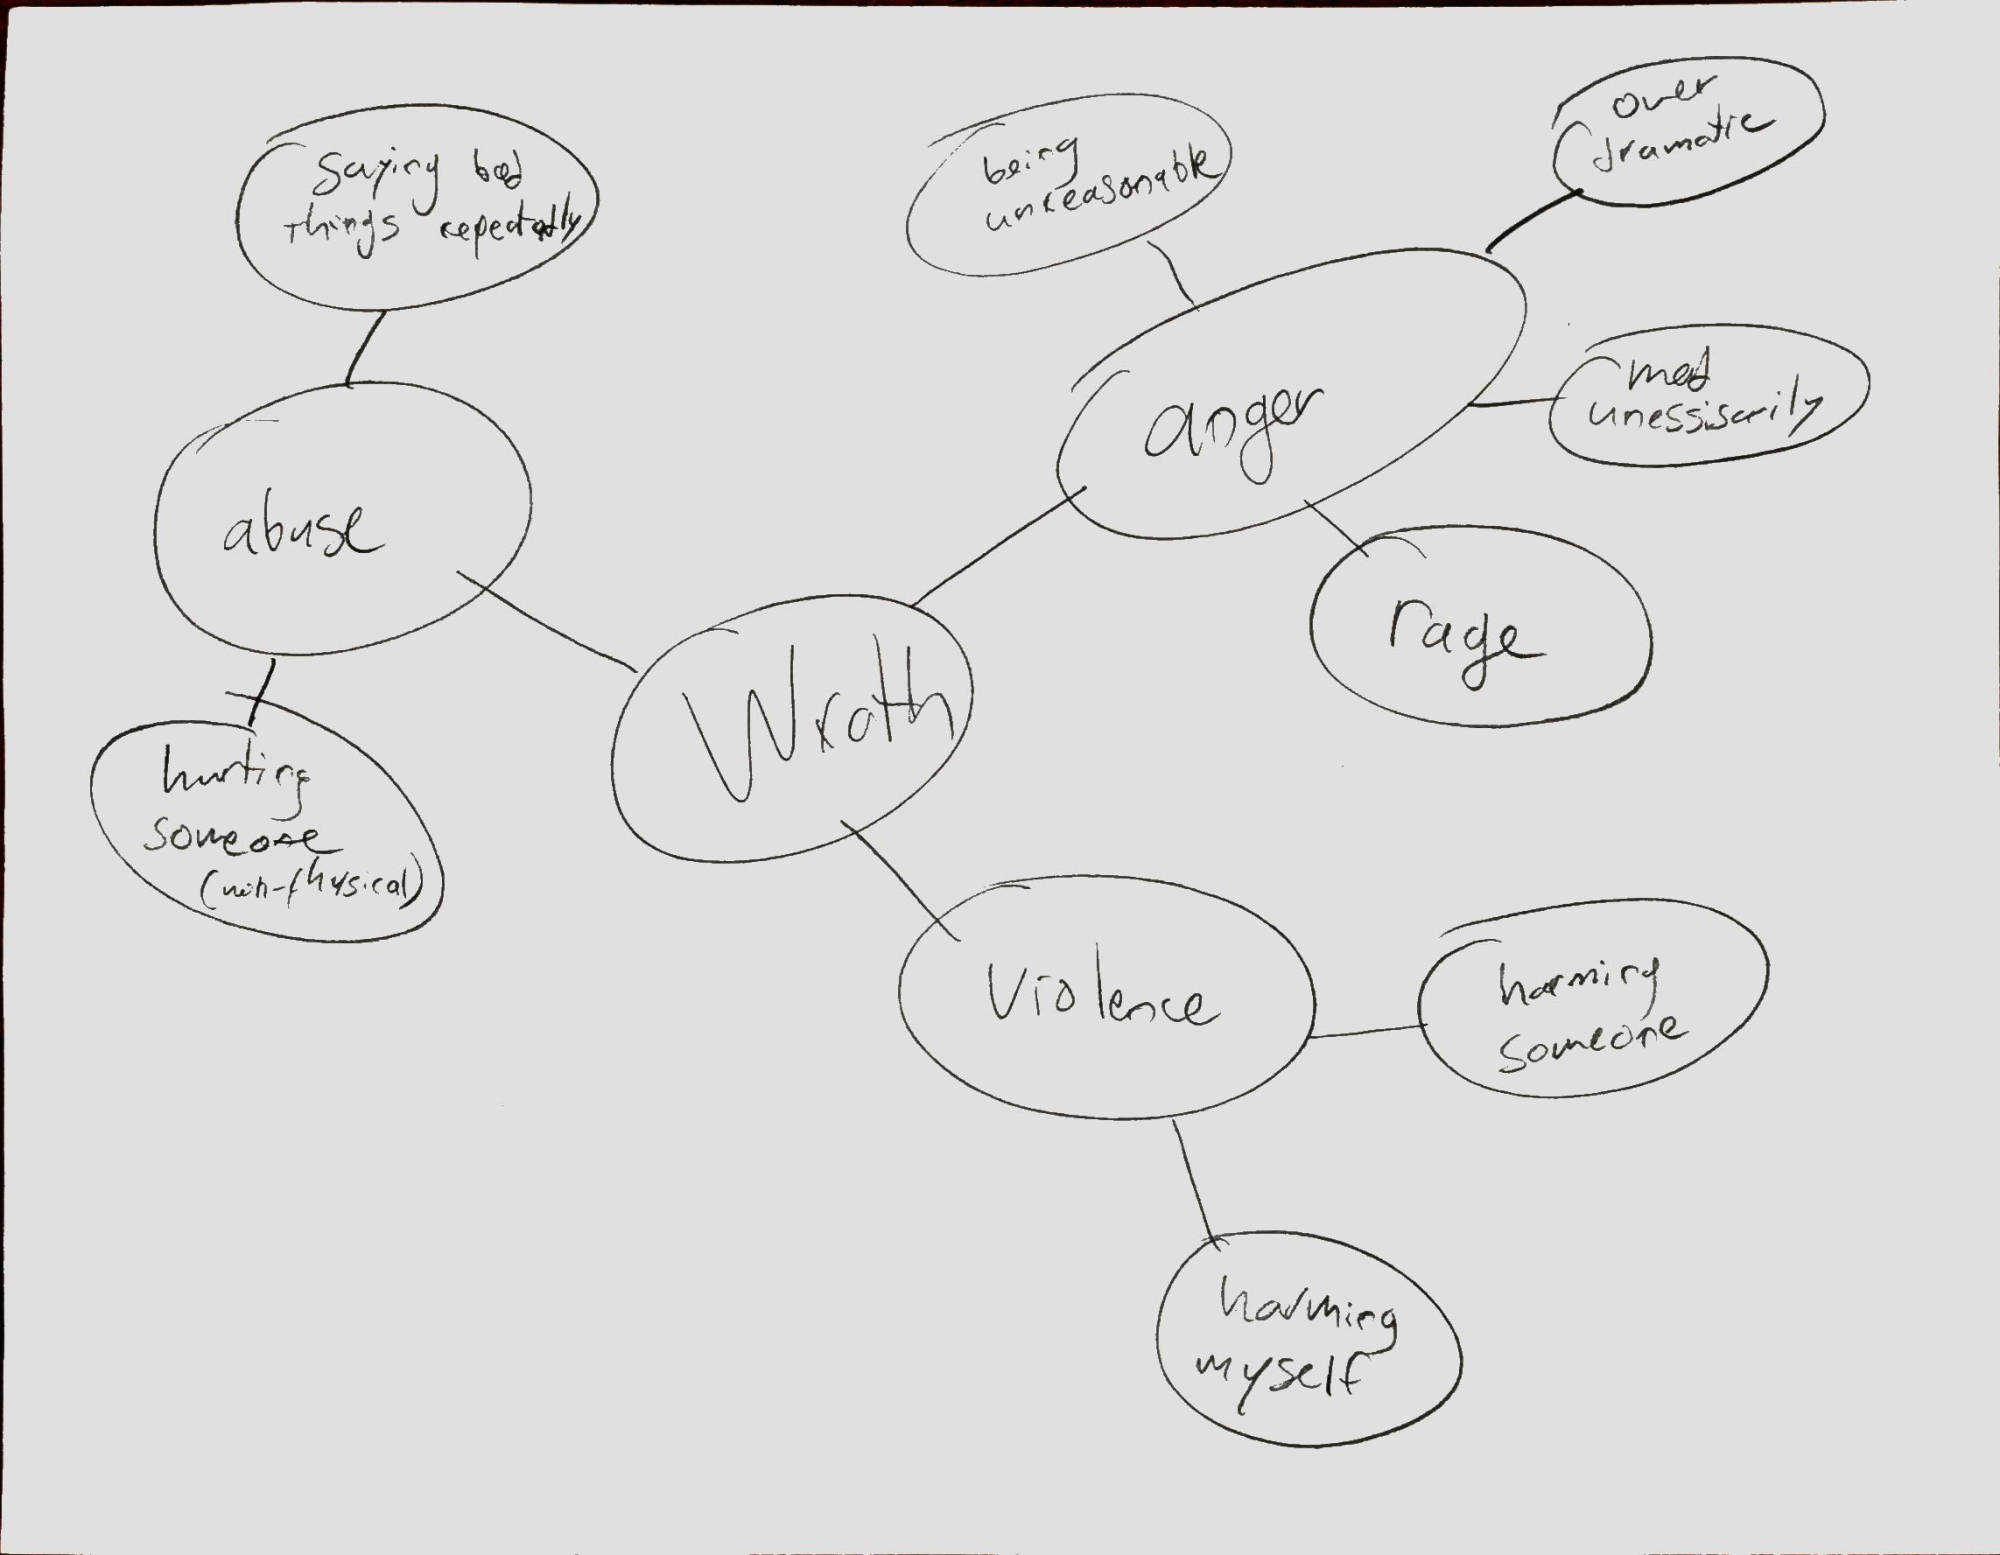 over
dramatic
being
unreasonable
Saying bad
things repeatedly
mad
unessisarily
anger
abuse
rage
Wrath
hurting
someone
(non-physical)
violence
harming
someone
harming
myself